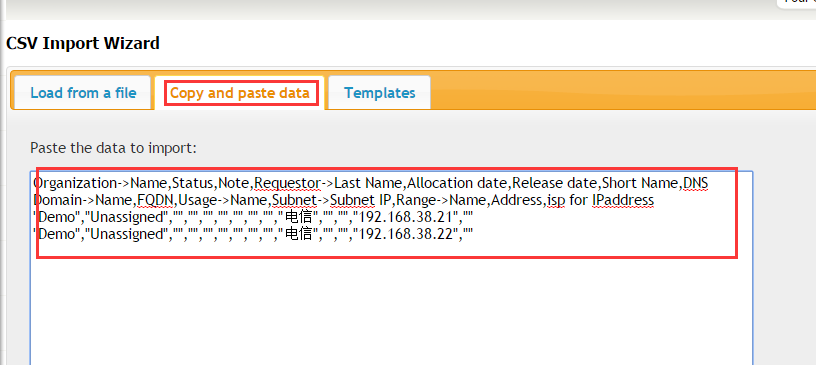 CSV Import Wizard
Load from a file
Copy and paste data
Templates
Paste the data to import:
Organization->Name,Status,Note,Requestor->Last Name,Allocation date,Release date,Short Name,DNS
Domain->Name,FQDN,Usage->Name,Subnet->Subnet IP,Range->Name,Address,isp for IPaddress
"Demo","Unassigned","","","","","","","","电信","","","192.168.38.21",""
"Demo","Unassigned","","","","","","","","电信","","","192.168.38.22",""